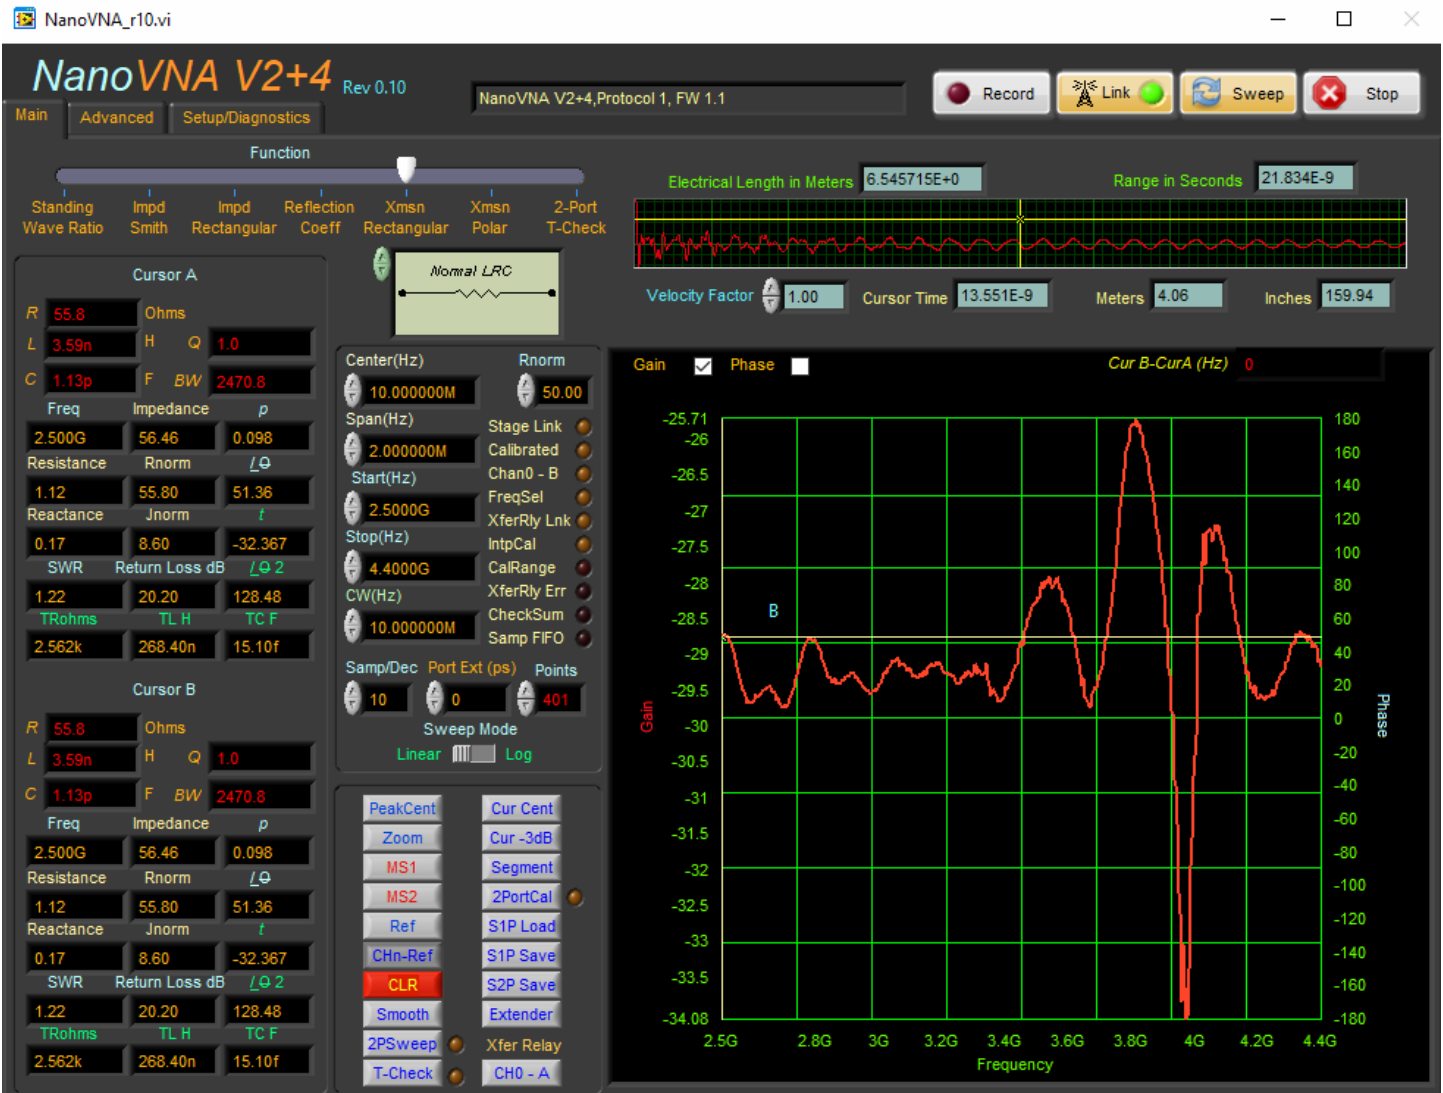 NanoVNA_r10.vi
NanoVNA V2+4 Rev 0.10
NanoVNA V2+4,Protocol 1, FW 1.1
Record Link Sweep Stop
Main Advanced Setup/Diagnostics
Function
Standing Wave Ratio
Impd Smith
Impd Rectangular
Reflection Coeff
Xmsn Rectangular
Xmsn Polar
2-Port T-Check
Electrical Length in Meters 6.545715E+0
Range in Seconds 21.834E-9
Velocity Factor 1.00
Cursor Time 13.551E-9
Meters 4.06
Inches 159.94
Cursor A
R 55.8 Ohms
L 3.59n H Q 1.0
C 1.13p F BW 2470.8
Freq Impedance p
2.500G 56.46 0.098
Resistance Rnorm /Θ
1.12 55.80 51.36
Reactance Jnorm t
0.17 8.60 -32.367
SWR Return Loss dB /Θ 2
1.22 20.20 128.48
TRohms TL H TC F
2.562k 268.40n 15.10f
Cursor B
R 55.8 Ohms
L 3.59n H Q 1.0
C 1.13p F BW 2470.8
Freq Impedance p
2.500G 56.46 0.098
Resistance Rnorm /Θ
1.12 55.80 51.36
Reactance Jnorm t
0.17 8.60 -32.367
SWR Return Loss dB /Θ 2
1.22 20.20 128.48
TRohms TL H TC F
2.562k 268.40n 15.10f
Normal LRC
Center(Hz) Rnorm
10.000000M 50.00
Span(Hz)
2.000000M
Start(Hz)
2.5000G
Stop(Hz)
4.4000G
CW(Hz)
10.000000M
Stage Link
Calibrated
Chan0 - B
FreqSel
XferRly Lnk
IntpCal
CalRange
XferRly Err
CheckSum
Samp FIFO
Samp/Dec Port Ext (ps) Points
10 0 401
Sweep Mode
Linear Log
PeakCent Cur Cent
Zoom Cur -3dB
MS1 Segment
MS2 2PortCal
Ref S1P Load
CHn-Ref S1P Save
CLR S2P Save
Smooth Extender
2PSweep Xfer Relay
T-Check CH0 - A
Gain Phase Cur B-CurA (Hz) 0
-25.71
-26
-26.5
-27
-27.5
-28
-28.5
-29
-29.5
-30
-30.5
-31
-31.5
-32
-32.5
-33
-33.5
-34.08
Gain
B
180
160
140
120
100
80
60
40
20
0
-20
-40
-60
-80
-100
-120
-140
-160
-180
Phase
2.5G 2.8G 3G 3.2G 3.4G 3.6G 3.8G 4G 4.2G 4.4G
Frequency